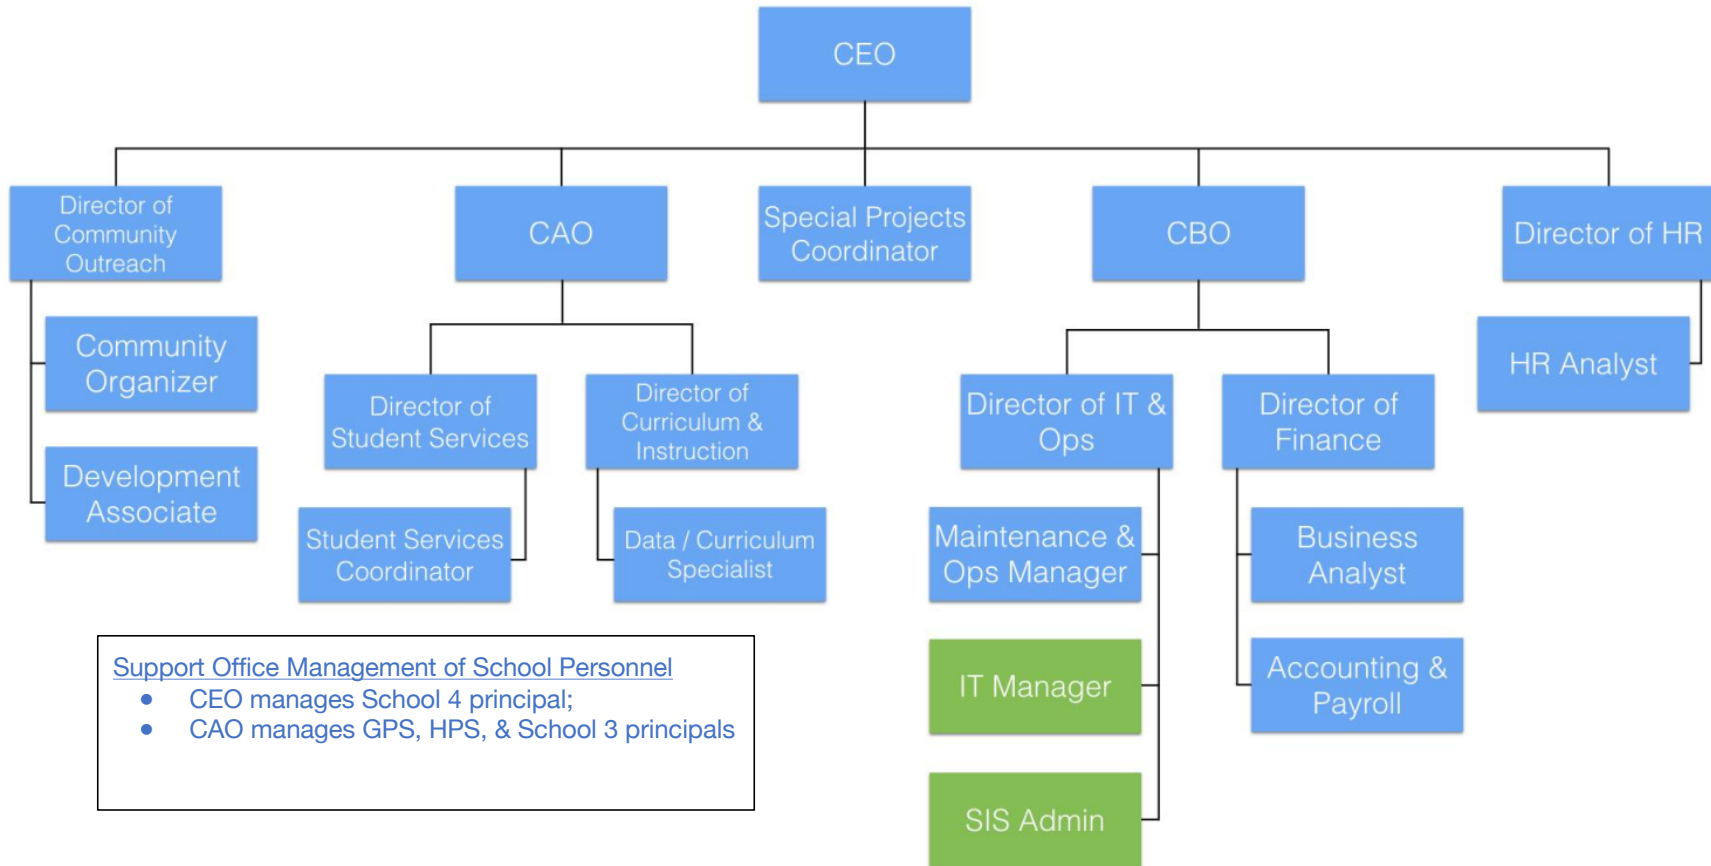 CEO
Director of
Community
Outreach
CAO
Special Projects
Coordinator
CBO
Director of HR
Community
Organizer
Development
Associate
Director of
Student Services
Director of
Curriculum &
Instruction
Student Services
Coordinator
Data / Curriculum
Specialist
Director of IT &
Ops
Director of
Finance
Maintenance &
Ops Manager
IT Manager
SIS Admin
Business
Analyst
Accounting &
Payroll
HR Analyst
Support Office Management of School Personnel
● CEO manages School 4 principal;
● CAO manages GPS, HPS, & School 3 principals